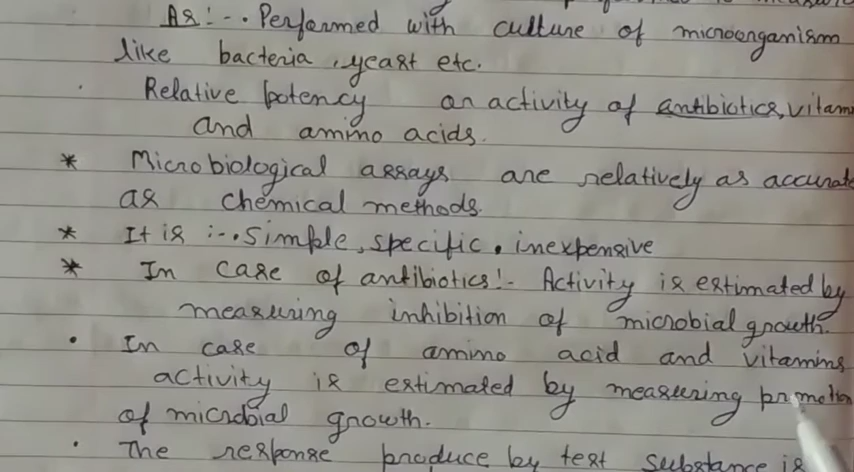 As:-. Performed with culture of microorganism
like bacteria, yeast etc.
Relative potency or activity of antibiotics, vitam
and amino acids.
* Microbiological assays are relatively as accurat
as chemical methods.
* It is :-. Simple, specific, inexpensive
* In case of antibiotics:- Activity is estimated by
measuring inhibition of microbial growth.
• In case of amino acid and vitamins
activity is estimated by measuring promotion
of microbial growth.
• The response produce by test substance is